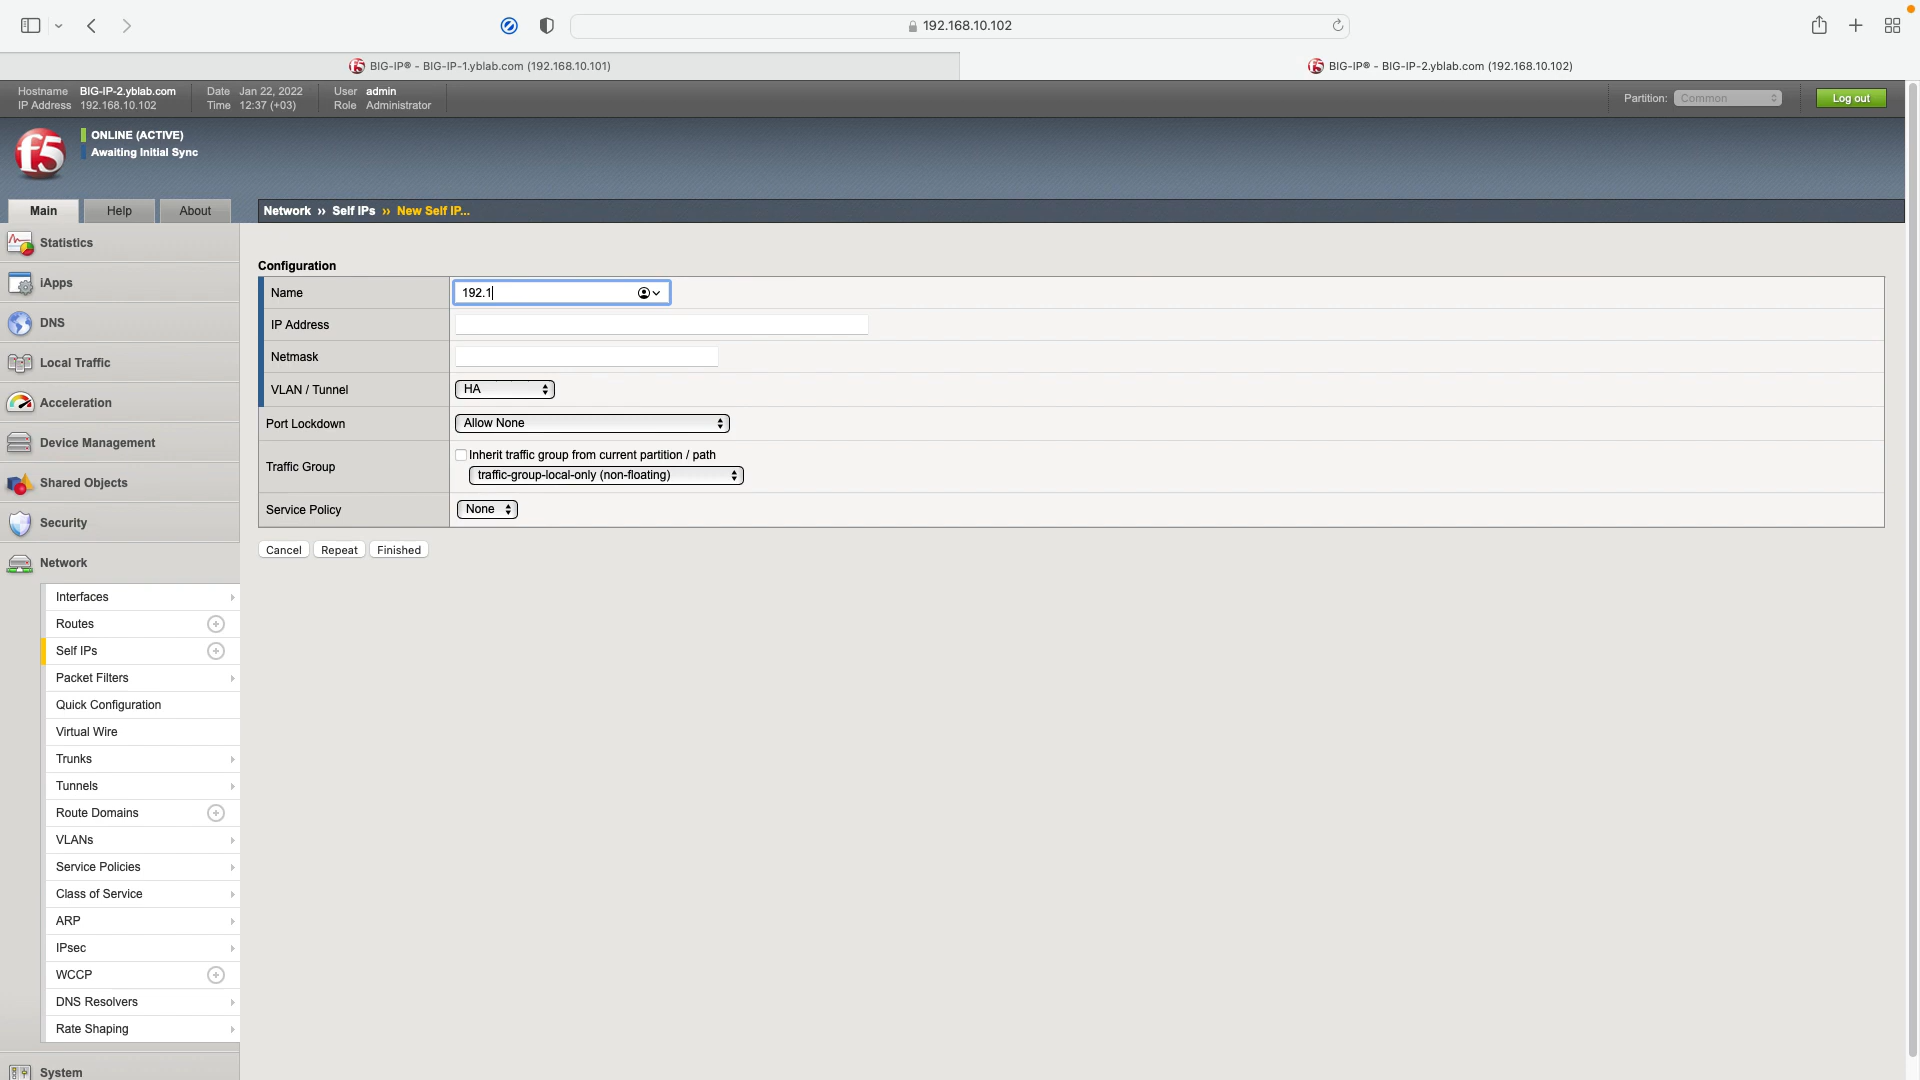 192.168.10.102
BIG-IP® - BIG-IP-1.yblab.com (192.168.10.101)
BIG-IP® - BIG-IP-2.yblab.com (192.168.10.102)
Hostname BIG-IP-2.yblab.com Date Jan 22, 2022 User admin
IP Address 192.168.10.102 Time 12:37 (+03) Role Administrator
Partition: Common Log out
f5
ONLINE (ACTIVE)
Awaiting Initial Sync
Main Help About
Network ›› Self IPs ›› New Self IP...
Statistics
iApps
DNS
Local Traffic
Acceleration
Device Management
Shared Objects
Security
Network
Interfaces
Routes
Self IPs
Packet Filters
Quick Configuration
Virtual Wire
Trunks
Tunnels
Route Domains
VLANs
Service Policies
Class of Service
ARP
IPsec
WCCP
DNS Resolvers
Rate Shaping
System
Configuration
Name 192.1
IP Address
Netmask
VLAN / Tunnel HA
Port Lockdown Allow None
Traffic Group Inherit traffic group from current partition / path
traffic-group-local-only (non-floating)
Service Policy None
Cancel Repeat Finished